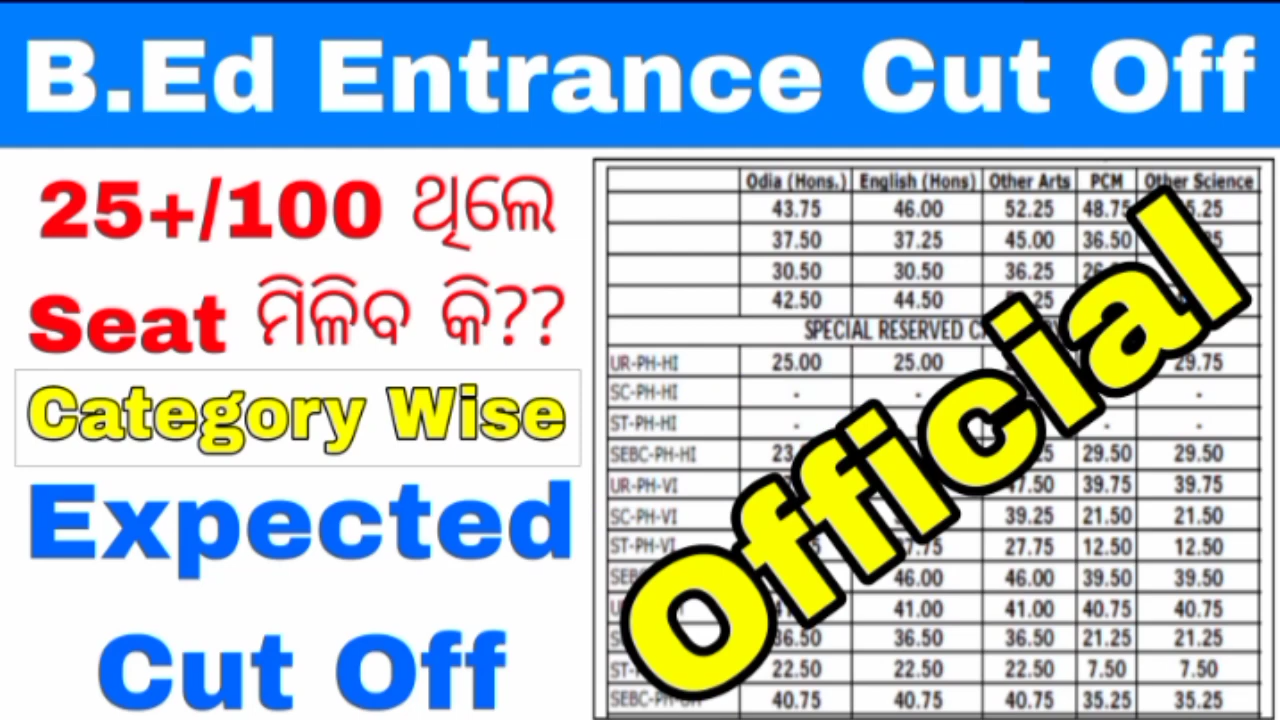 B.Ed Entrance Cut Off
25+/100 ଥିଲେ
Seat ମିଳିବ କି??
Category Wise
Expected
Cut Off
Odia (Hons.) English (Hons) Other Arts PCM Other Science
43.75 46.00 52.25 48.75
37.50 37.25 45.00 36.50
30.50 30.50 36.25
42.50 44.50
SPECIAL RESERVED
UR-PH-HI 25.00 25.00 29.75
SC-PH-HI - - -
ST-PH-HI - - -
SEBC-PH-HI 29.50 29.50
UR-PH-VI 47.50 39.75 39.75
SC-PH-VI 39.25 21.50 21.50
ST-PH-VI 27.75 12.50 12.50
46.00 46.00 39.50 39.50
41.00 41.00 40.75 40.75
36.50 36.50 36.50 21.25 21.25
22.50 22.50 22.50 7.50 7.50
SEBC-PH-OH 40.75 40.75 40.75 35.25 35.25
Official